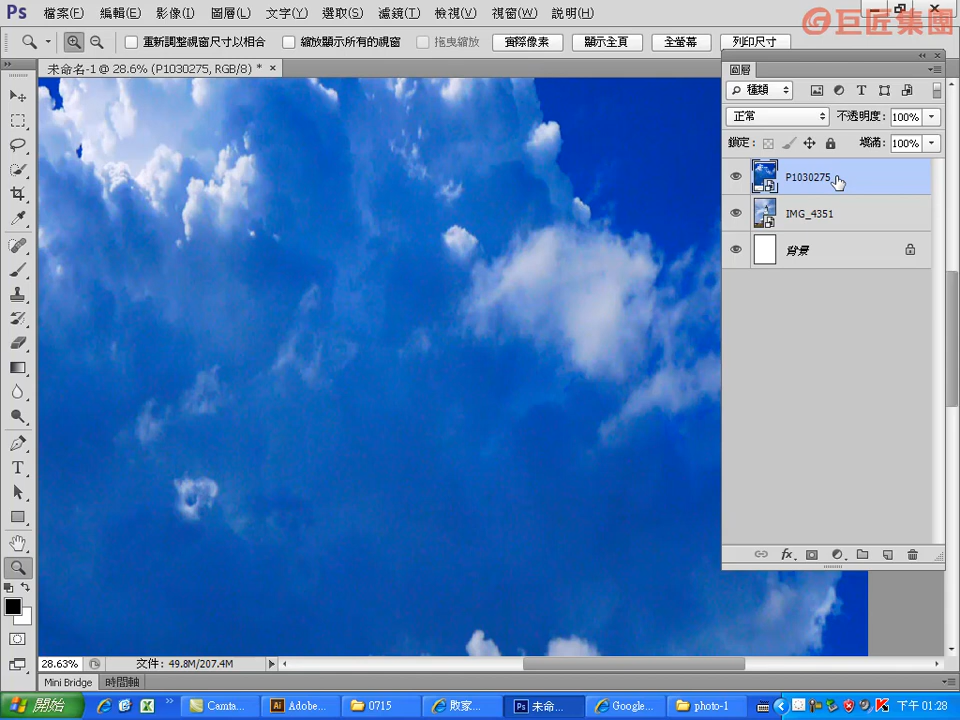 Ps 檔案(F) 編輯(E) 影像(I) 圖層(L) 文字(Y) 選取(S) 濾鏡(T) 檢視(V) 視窗(W) 說明(H)
巨匠集團
重新調整視窗尺寸以相合 縮放顯示所有的視窗 拖曳縮放 實際像素 顯示全頁 全螢幕 列印尺寸
未命名-1 @ 28.6% (P1030275, RGB/8) * ×
圖層
種類
正常 不透明度: 100%
鎖定: 填滿: 100%
P1030275
IMG_4351
背景
fx
28.63% 文件: 49.8M/207.4M
Mini Bridge 時間軸
開始 Camta... Adobe... 0715 敗家... 未命... Google... photo-1 下午 01:28